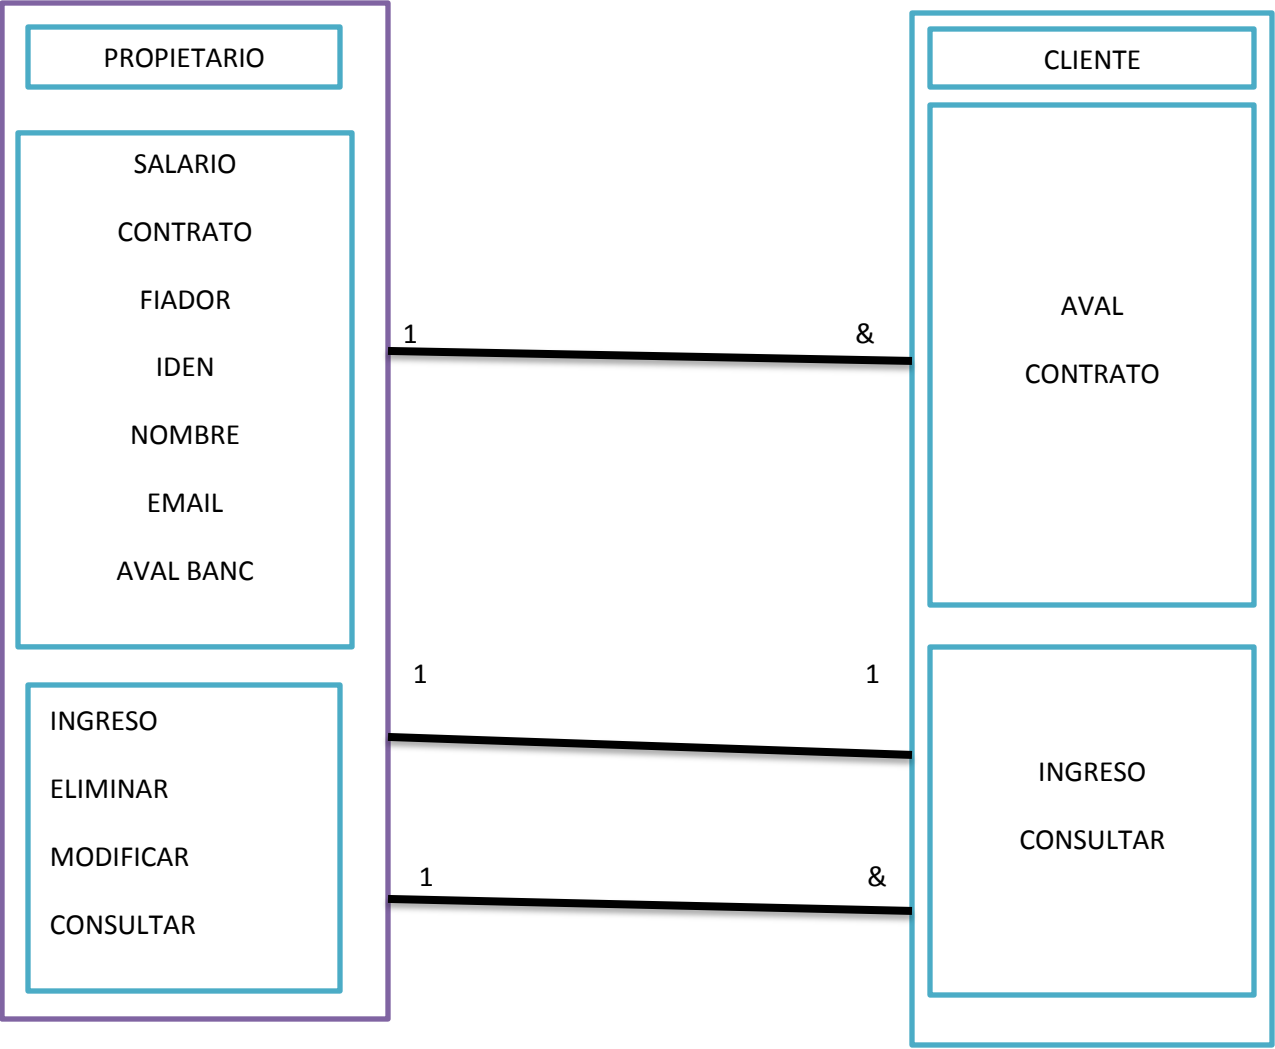 PROPIETARIO
SALARIO
CONTRATO
FIADOR
IDEN
NOMBRE
EMAIL
AVAL BANC
INGRESO
ELIMINAR
MODIFICAR
CONSULTAR
1 &
1 1
1 &
CLIENTE
AVAL
CONTRATO
INGRESO
CONSULTAR